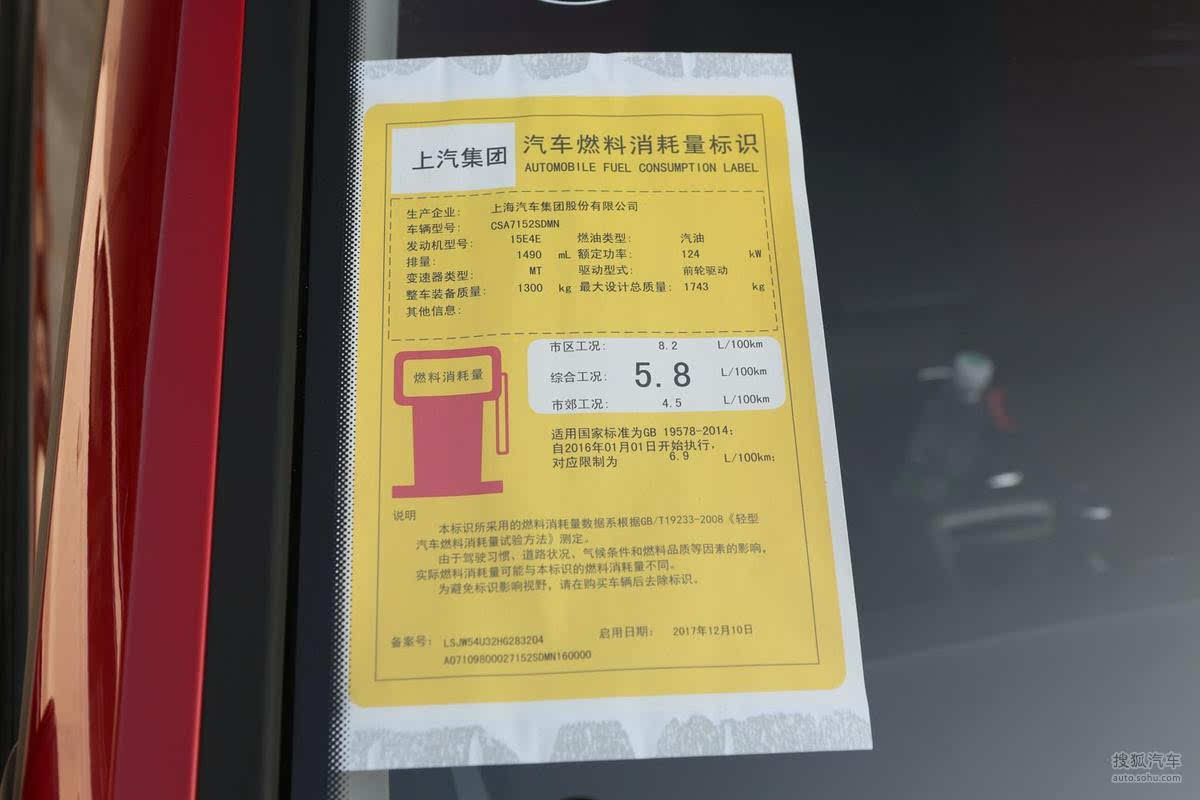 上汽集团
汽车燃料消耗量标识
AUTOMOBILE FUEL CONSUMPTION LABEL
生产企业: 上海汽车集团股份有限公司
车辆型号: CSA7152SDMN
发动机型号: 15E4E 燃油类型: 汽油
排量: 1490 mL 额定功率: 124 kW
变速器类型: MT 驱动型式: 前轮驱动
整车装备质量: 1300 kg 最大设计总质量: 1743 kg
其他信息:
燃料消耗量
市区工况: 8.2 L/100km
综合工况: 5.8 L/100km
市郊工况: 4.5 L/100km
适用国家标准为GB 19578-2014;
自2016年01月01日开始执行,
对应限制为 6.9 L/100km;
说明
本标识所采用的燃料消耗量数据系根据GB/T19233-2008《轻型
汽车燃料消耗量试验方法》测定。
由于驾驶习惯、道路状况、气候条件和燃料品质等因素的影响,
实际燃料消耗量可能与本标识的燃料消耗量不同。
为避免标识影响视野, 请在购买车辆后去除标识。
备案号: LSJW54U32HG283204 启用日期: 2017年12月10日
A07109800027152SDMN160000
搜狐汽车
auto.sohu.com